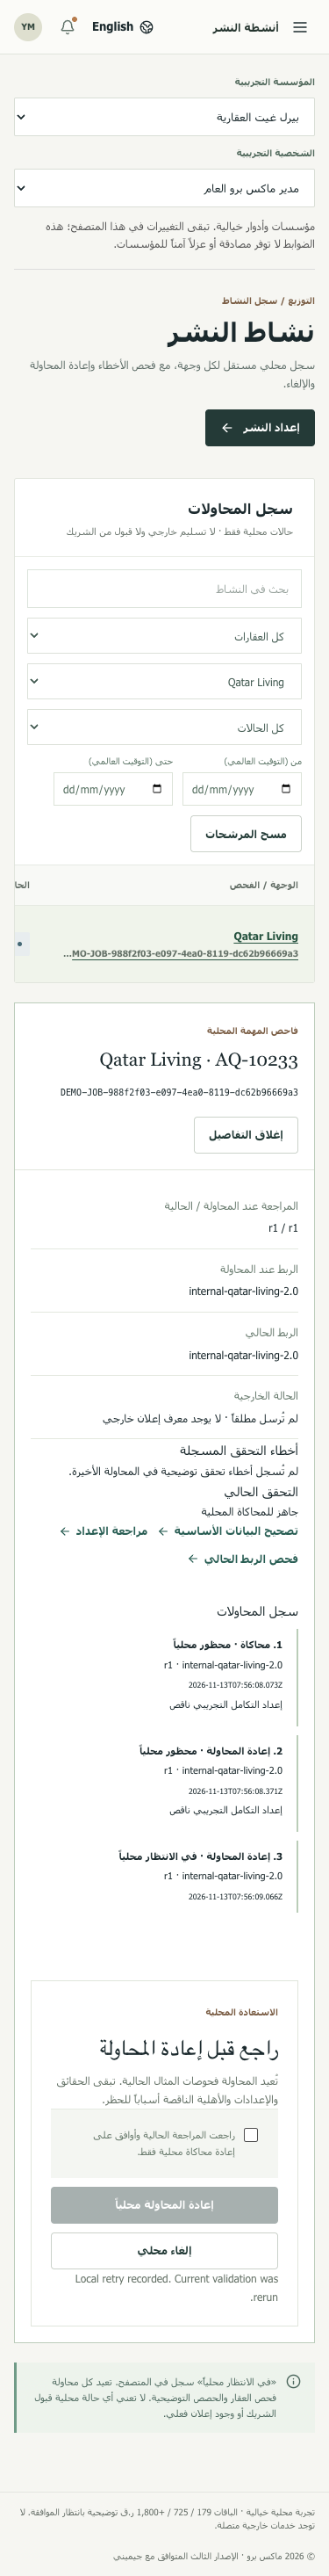 أنشطة النشر
English
YM
المؤسسة التجريبية
بيرل غيت العقارية
الشخصية التجريبية
مدير ماكس برو العام
مؤسسات وأدوار خيالية. تبقى التغييرات في هذا المتصفح؛ هذه
الضوابط لا توفر مصادقة أو عزلاً آمناً للمؤسسات.
التوزيع / سجل النشاط
نشاط النشر
سجل محلي مستقل لكل وجهة، مع فحص الأخطاء وإعادة المحاولة
والإلغاء.
إعداد النشر
سجل المحاولات
حالات محلية فقط · لا تسليم خارجي ولا قبول من الشريك
بحث في النشاط
كل العقارات
Qatar Living
كل الحالات
من (التوقيت العالمي)
حتى (التوقيت العالمي)
dd/mm/yyyy
dd/mm/yyyy
مسح المرشحات
الوجهة / الفحص
الحا
Qatar Living
...MO-JOB-988f2f03-e097-4ea0-8119-dc62b96669a3
فاحص المهمة المحلية
Qatar Living · AQ-10233
DEMO-JOB-988f2f03-e097-4ea0-8119-dc62b96669a3
إغلاق التفاصيل
المراجعة عند المحاولة / الحالية
r1 / r1
الربط عند المحاولة
internal-qatar-living-2.0
الربط الحالي
internal-qatar-living-2.0
الحالة الخارجية
لم تُرسل مطلقاً · لا يوجد معرف إعلان خارجي
أخطاء التحقق المسجلة
لم تُسجل أخطاء تحقق توضيحية في المحاولة الأخيرة.
التحقق الحالي
جاهز للمحاكاة المحلية
تصحيح البيانات الأساسية
مراجعة الإعداد
فحص الربط الحالي
سجل المحاولات
1. محاكاة · محظور محلياً
r1 · internal-qatar-living-2.0
2026-11-13T07:56:08.073Z
إعداد التكامل التجريبي ناقص
2. إعادة المحاولة · محظور محلياً
r1 · internal-qatar-living-2.0
2026-11-13T07:56:08.371Z
إعداد التكامل التجريبي ناقص
3. إعادة المحاولة · في الانتظار محلياً
r1 · internal-qatar-living-2.0
2026-11-13T07:56:09.066Z
الاستعادة المحلية
راجع قبل إعادة المحاولة
تُعيد المحاولة فحوصات المثال الحالية. تبقى الحقائق
والإعدادات والأهلية الناقصة أسباباً للحظر.
راجعت المراجعة الحالية وأوافق على
إعادة محاكاة محلية فقط.
إعادة المحاولة محلياً
إلغاء محلي
Local retry recorded. Current validation was
rerun.
«في الانتظار محلياً» سجل في المتصفح. تعيد كل محاولة
فحص العقار والحصص التوضيحية. لا تعني أي حالة محلية قبول
الشريك أو وجود إعلان فعلي.
تجربة محلية خيالية · الباقات 179 / 725 / +1,800 ر.ق توضيحية بانتظار الموافقة. لا
توجد خدمات خارجية متصلة.
© 2026 ماكس برو · الإصدار الثالث المتوافق مع جيميني